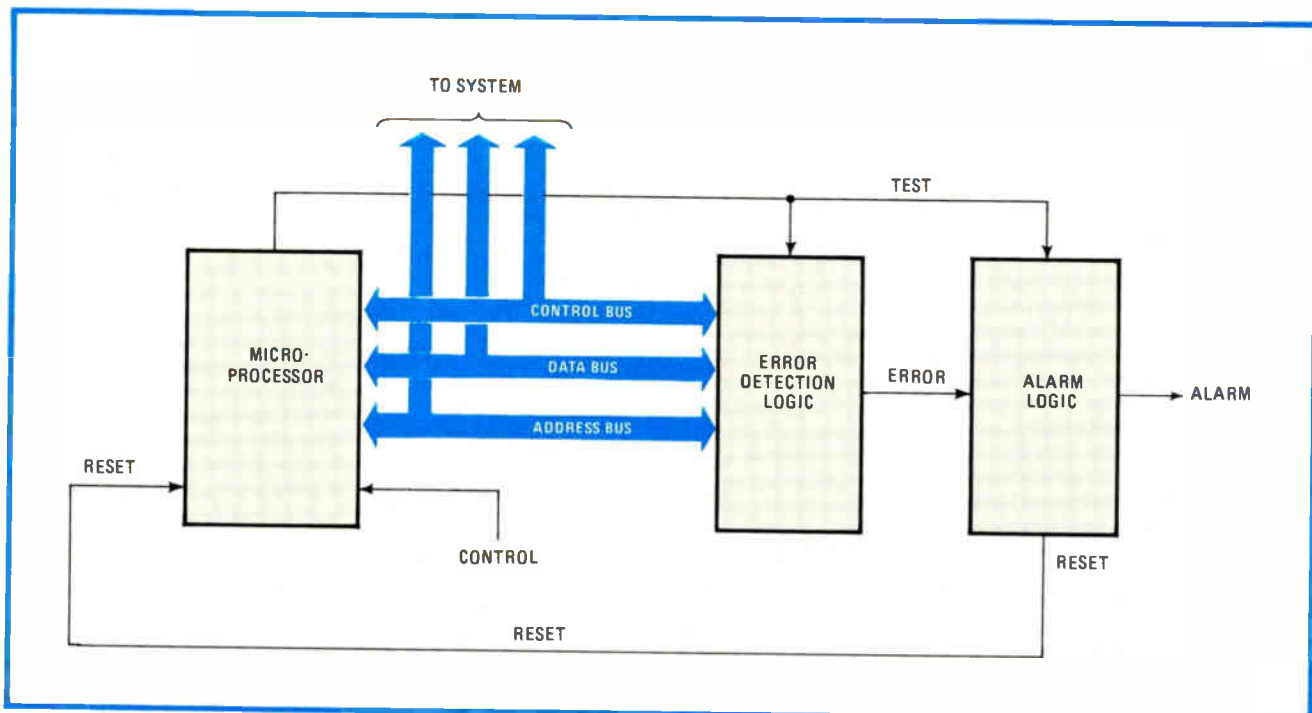 TO SYSTEM
TEST
CONTROL BUS
MICRO-
PROCESSOR
DATA BUS
ERROR
DETECTION
LOGIC
ERROR
ALARM
LOGIC
ALARM
ADDRESS BUS
RESET
CONTROL
RESET
RESET